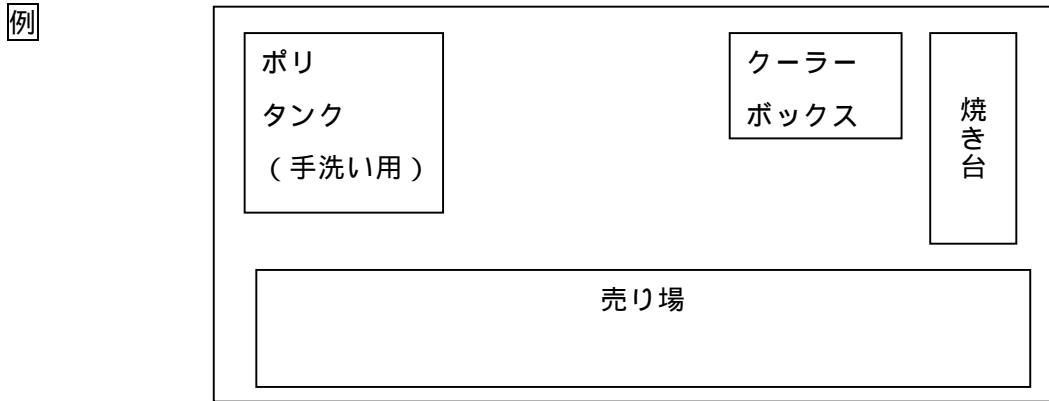 例
ポリ
タンク
(手洗い用)
クーラー
ボックス
焼き台
売り場